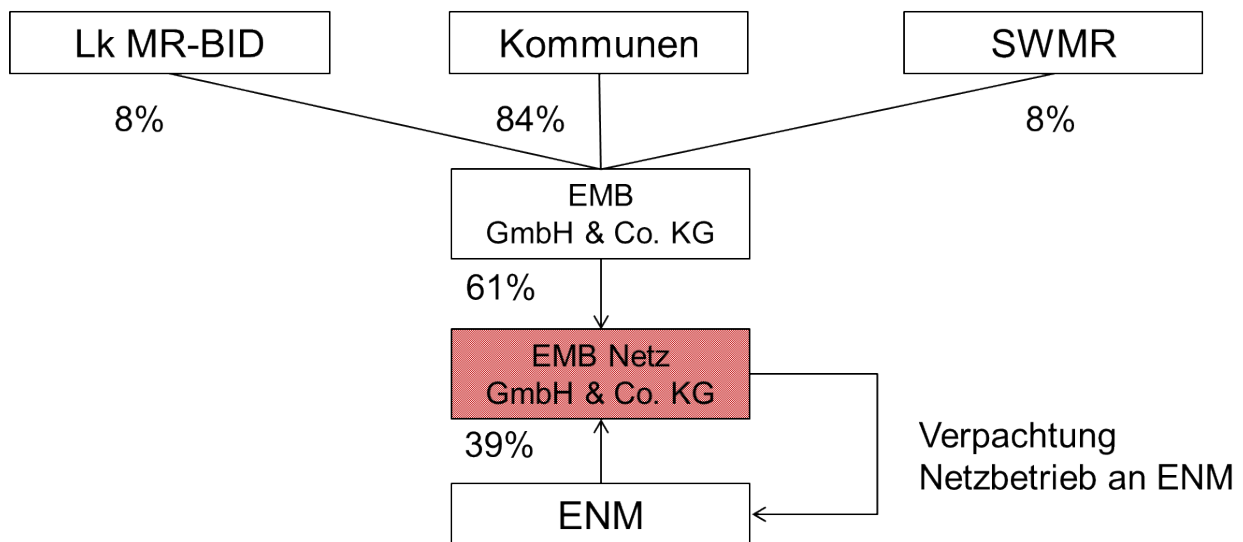 Lk MR-BID
Kommunen
SWMR
8%
84%
8%
EMB
GmbH & Co. KG
61%
EMB Netz
GmbH & Co. KG
39%
Verpachtung
Netzbetrieb an ENM
ENM